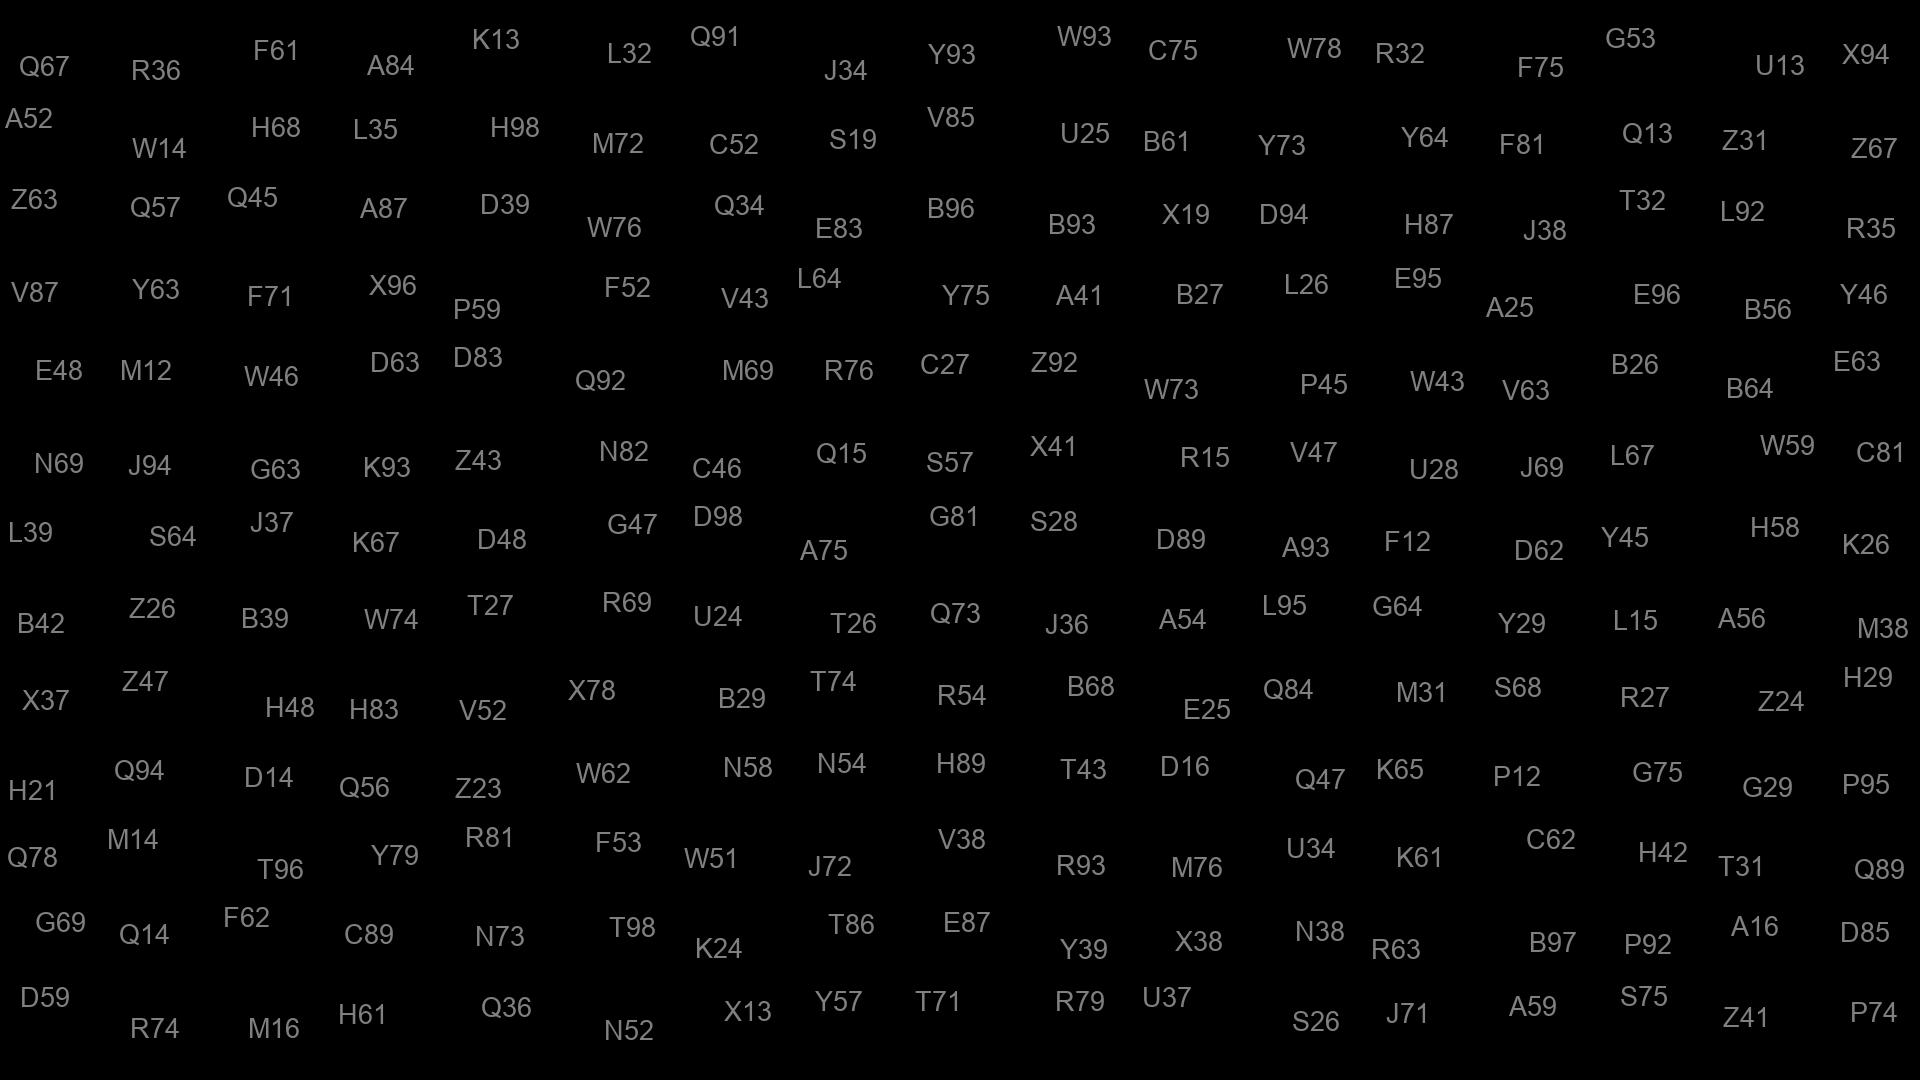 Q67 R36 F61 A84 K13 L32 Q91 J34 Y93 W93 C75 W78 R32 F75 G53 U13 X94
A52 W14 H68 L35 H98 M72 C52 S19 V85 U25 B61 Y73 Y64 F81 Q13 Z31 Z67
Z63 Q57 Q45 A87 D39 W76 Q34 E83 B96 B93 X19 D94 H87 J38 T32 L92 R35
V87 Y63 F71 X96 P59 F52 V43 L64 Y75 A41 B27 L26 E95 A25 E96 B56 Y46
E48 M12 W46 D63 D83 Q92 M69 R76 C27 Z92 W73 P45 W43 V63 B26 B64 E63
N69 J94 G63 K93 Z43 N82 C46 Q15 S57 X41 R15 V47 U28 J69 L67 W59 C81
L39 S64 J37 K67 D48 G47 D98 A75 G81 S28 D89 A93 F12 D62 Y45 H58 K26
B42 Z26 B39 W74 T27 R69 U24 T26 Q73 J36 A54 L95 G64 Y29 L15 A56 M38
X37 Z47 H48 H83 V52 X78 B29 T74 R54 B68 E25 Q84 M31 S68 R27 Z24 H29
H21 Q94 D14 Q56 Z23 W62 N58 N54 H89 T43 D16 Q47 K65 P12 G75 G29 P95
Q78 M14 T96 Y79 R81 F53 W51 J72 V38 R93 M76 U34 K61 C62 H42 T31 Q89
G69 Q14 F62 C89 N73 T98 K24 T86 E87 Y39 X38 N38 R63 B97 P92 A16 D85
D59 R74 M16 H61 Q36 N52 X13 Y57 T71 R79 U37 S26 J71 A59 S75 Z41 P74